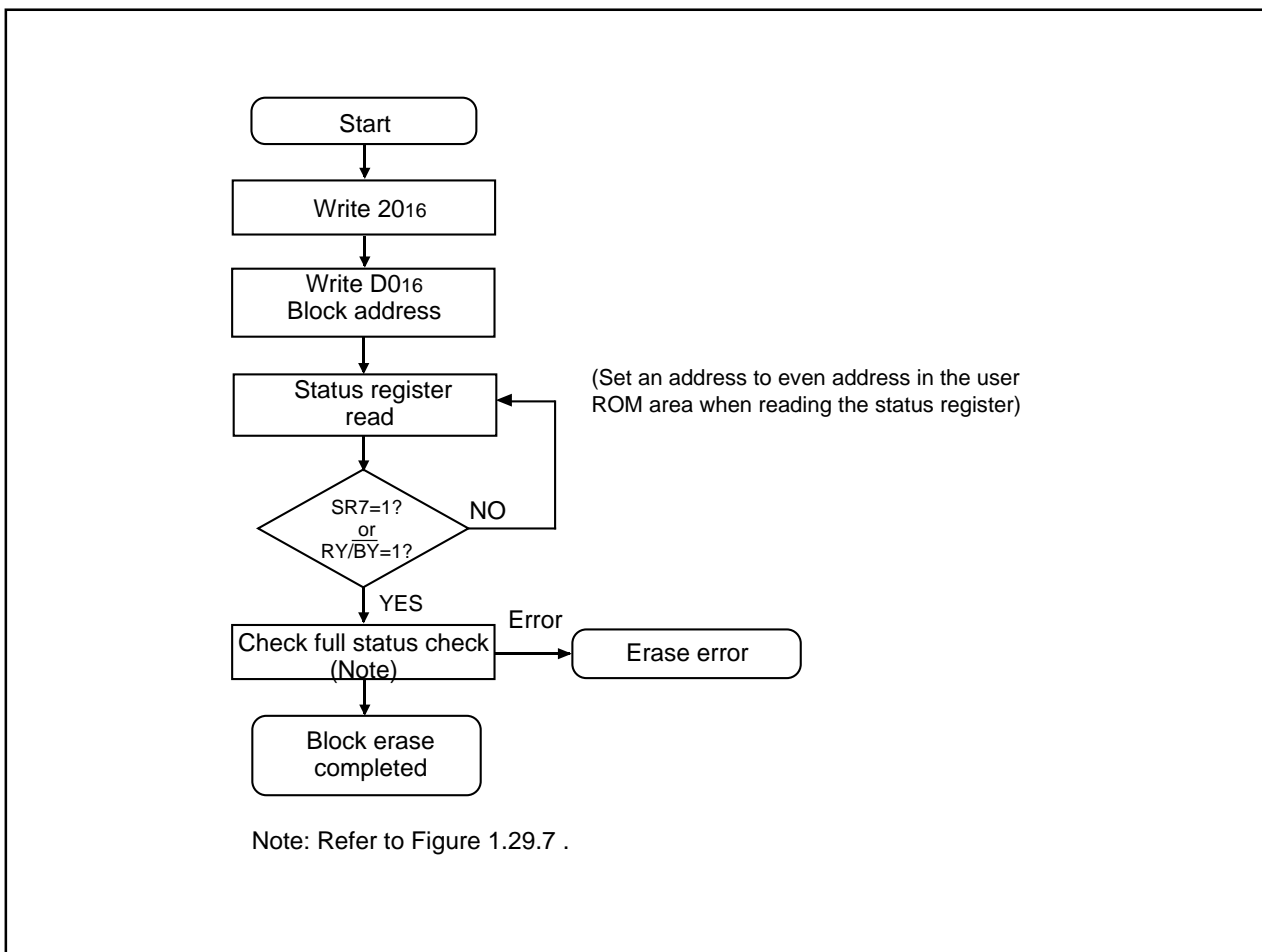 Start
Write 2016
Write D016
Block address
Status register
read
(Set an address to even address in the user
ROM area when reading the status register)
SR7=1?
or
RY/B̅Y̅=1?
NO
YES
Error
Check full status check
(Note)
Erase error
Block erase
completed
Note: Refer to Figure 1.29.7 .